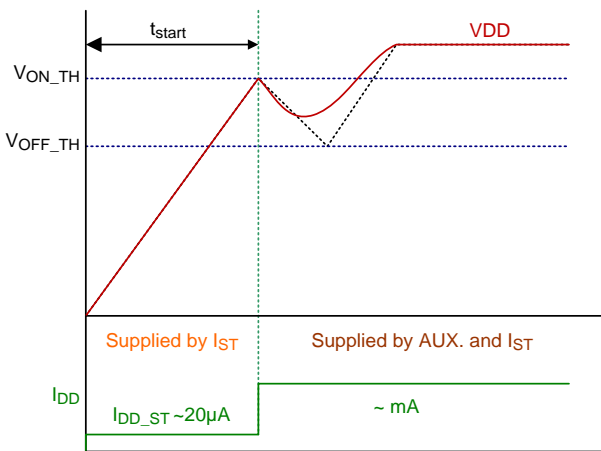 tstart
VDD
VON_TH
VOFF_TH
Supplied by IST
Supplied by AUX. and IST
IDD
IDD_ST ~20µA
~ mA